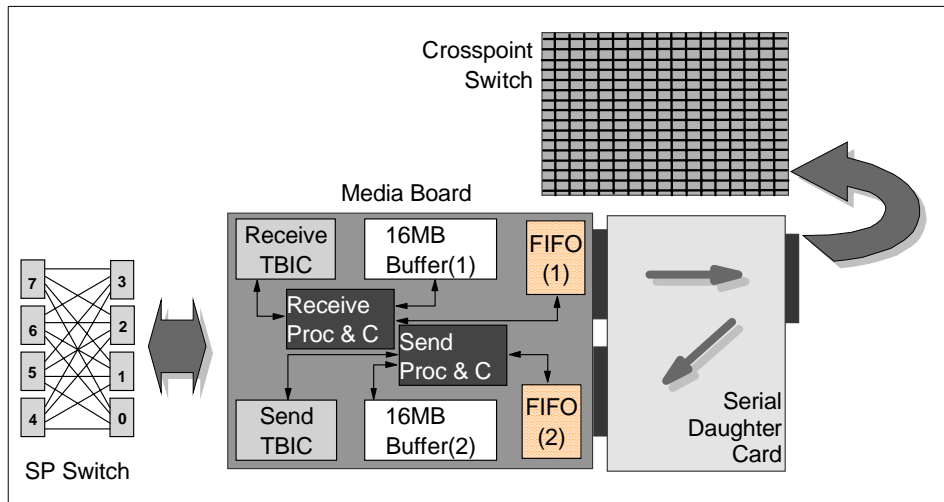 Crosspoint
Switch
Media Board
Receive
TBIC
16MB
Buffer(1)
FIFO
(1)
Receive
Proc & C
Send
Proc & C
Send
TBIC
16MB
Buffer(2)
FIFO
(2)
Serial
Daughter
Card
7
3
6
2
5
1
4
0
SP Switch